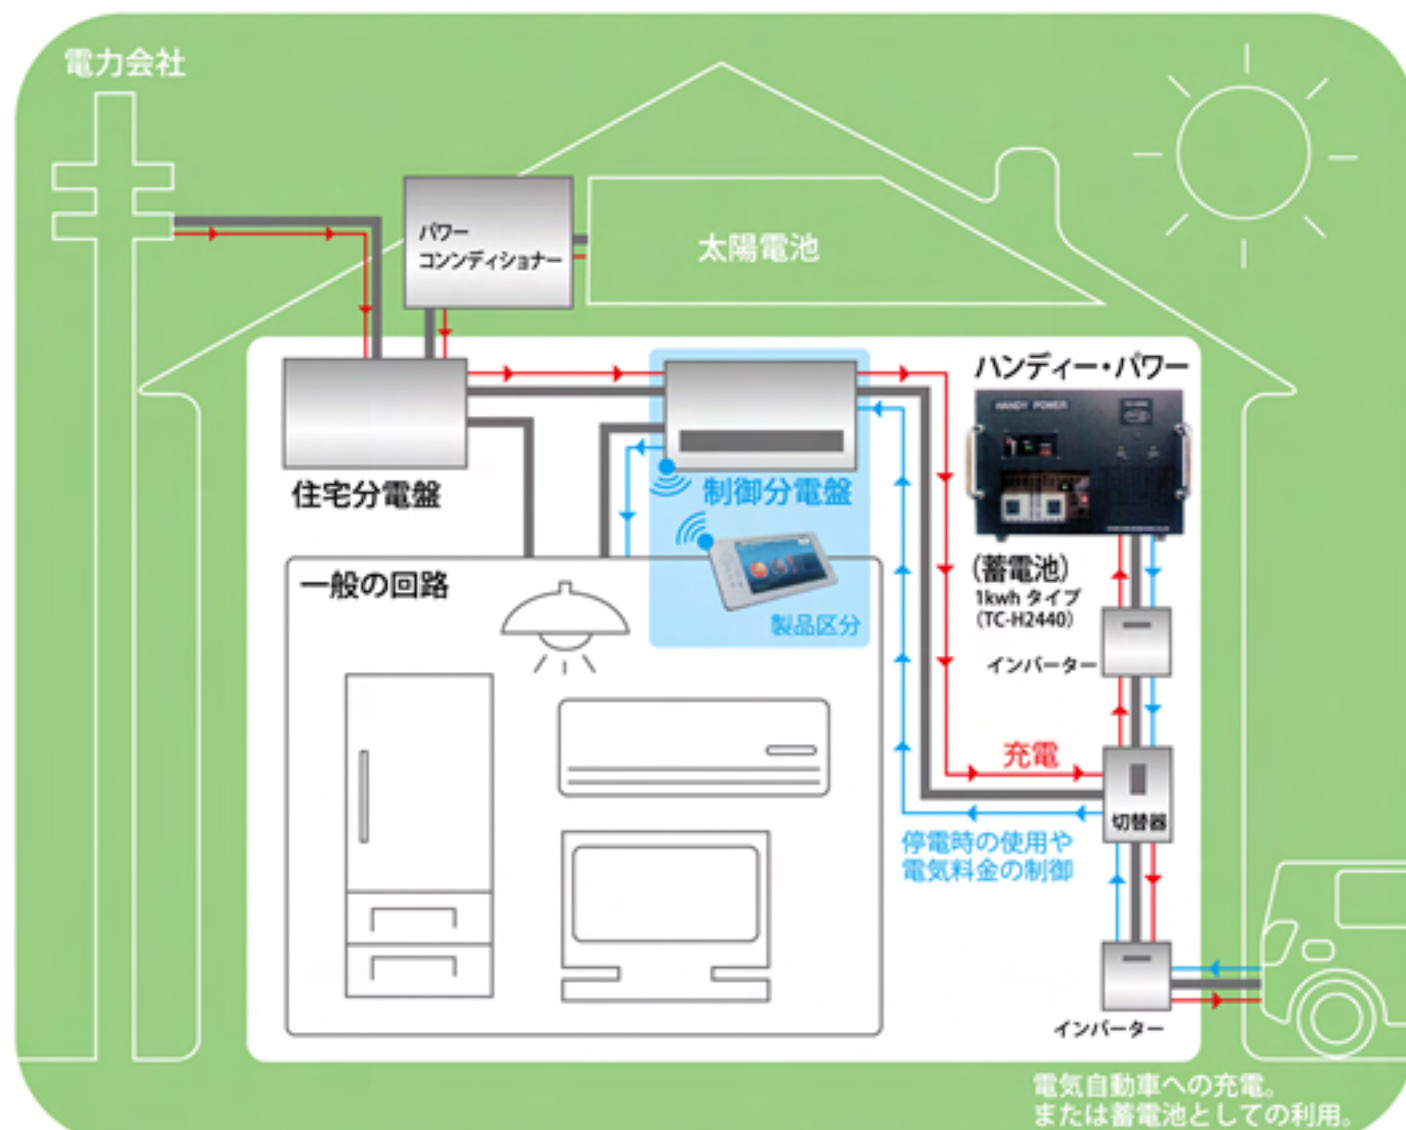 電力会社
パワー
コンンディショナー
太陽電池
ハンディー・パワー
HANDY POWER
住宅分電盤
制御分電盤
(蓄電池)
1kwh タイプ
(TC-H2440)
一般の回路
製品区分
インバーター
充電
切替器
停電時の使用や
電気料金の制御
インバーター
電気自動車への充電。
または蓄電池としての利用。